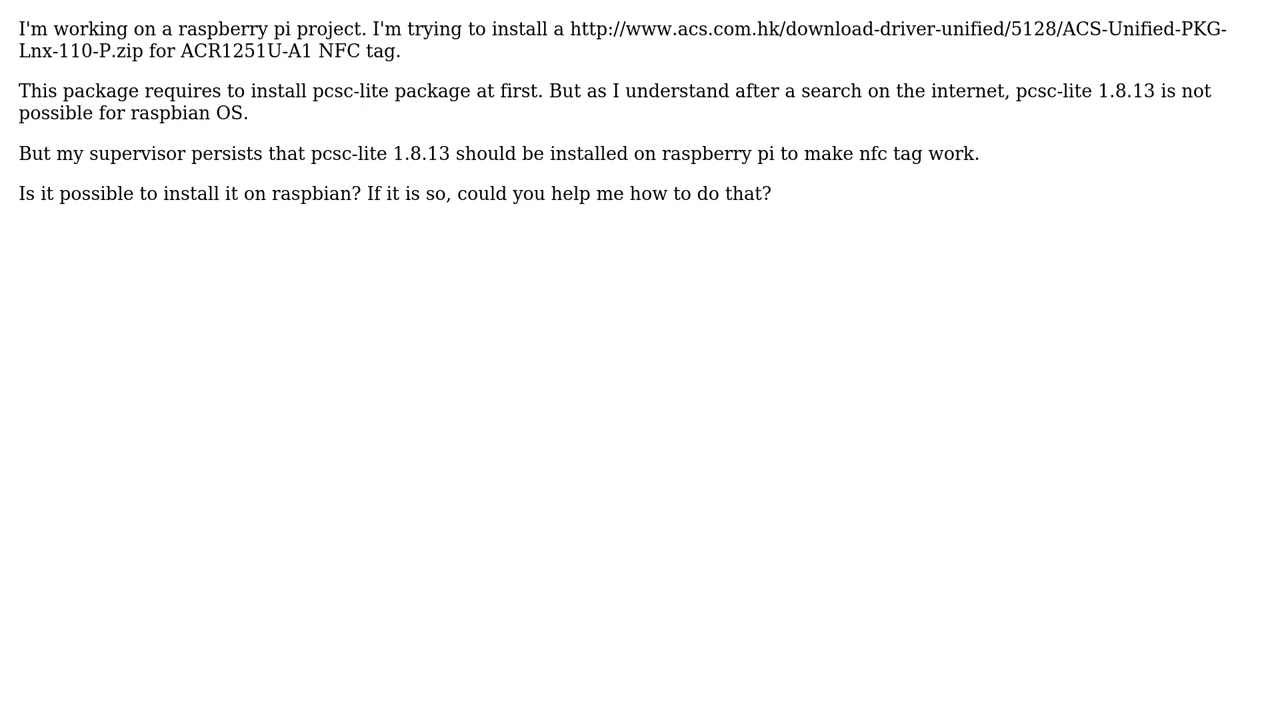 I'm working on a raspberry pi project. I'm trying to install a http://www.acs.com.hk/download-driver-unified/5128/ACS-Unified-PKG-
Lnx-110-P.zip for ACR1251U-A1 NFC tag.
This package requires to install pcsc-lite package at first. But as I understand after a search on the internet, pcsc-lite 1.8.13 is not
possible for raspbian OS.
But my supervisor persists that pcsc-lite 1.8.13 should be installed on raspberry pi to make nfc tag work.
Is it possible to install it on raspbian? If it is so, could you help me how to do that?